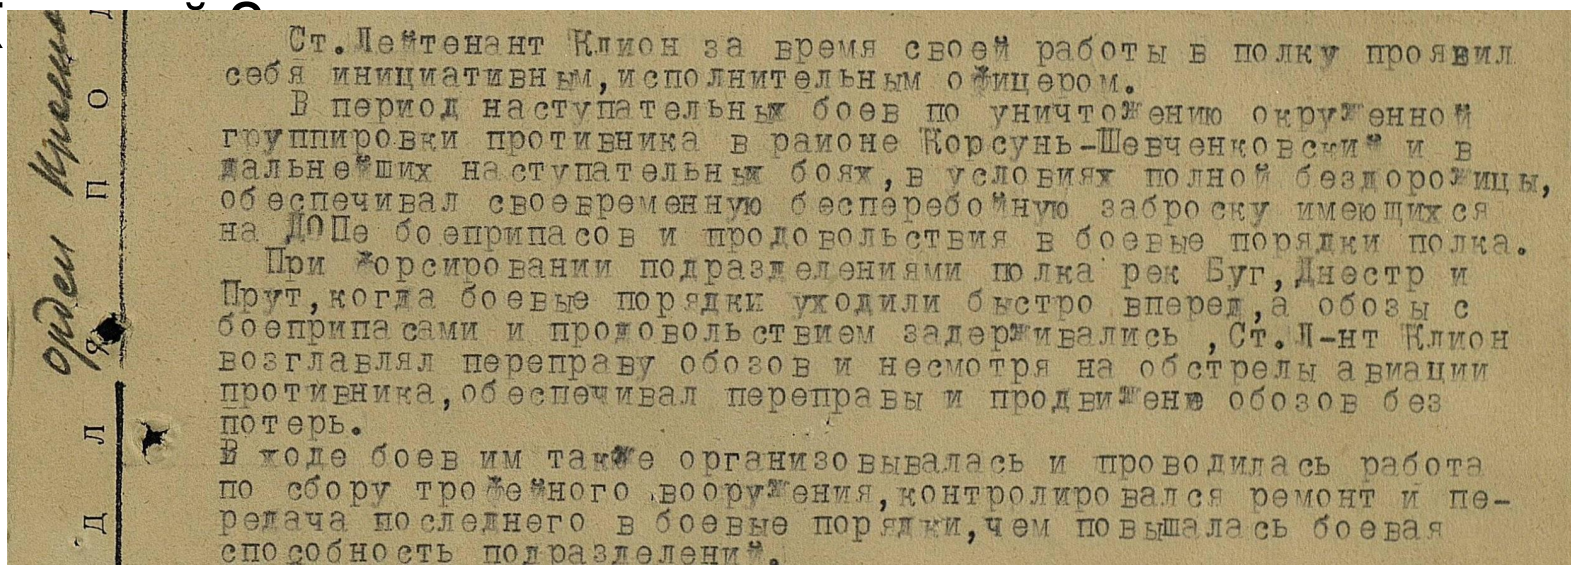 Ст.Лейтенант Клион за время своей работы в полку проявил
себя инициативным,исполнительным офицером.
В период наступательных боев по уничтожению окруженной
группировки противника в районе Корсунь-Шевченковский и в
дальнейших наступательных боях,в условиях полной бездорожицы,
обеспечивал своевременную бесперебойную заброску имеющихся
на ДОПе боеприпасов и продовольствия в боевые порядки полка.
При форсировании подразделениями полка рек Буг,Днестр и
Прут,когда боевые порядки уходили быстро вперед,а обозы с
боеприпасами и продовольствием задерживались ,Ст.Л-нт Клион
возглавлял переправу обозов и несмотря на обстрелы авиации
противника,обеспечивал переправы и продвижение обозов без
потерь.
В ходе боев им также организовывалась и проводилась работа
по сбору трофейного вооружения,контролировался ремонт и пе-
редача последнего в боевые порядки,чем повышалась боевая
способность подразделений.
орден Красн
Д Л Я П О Д